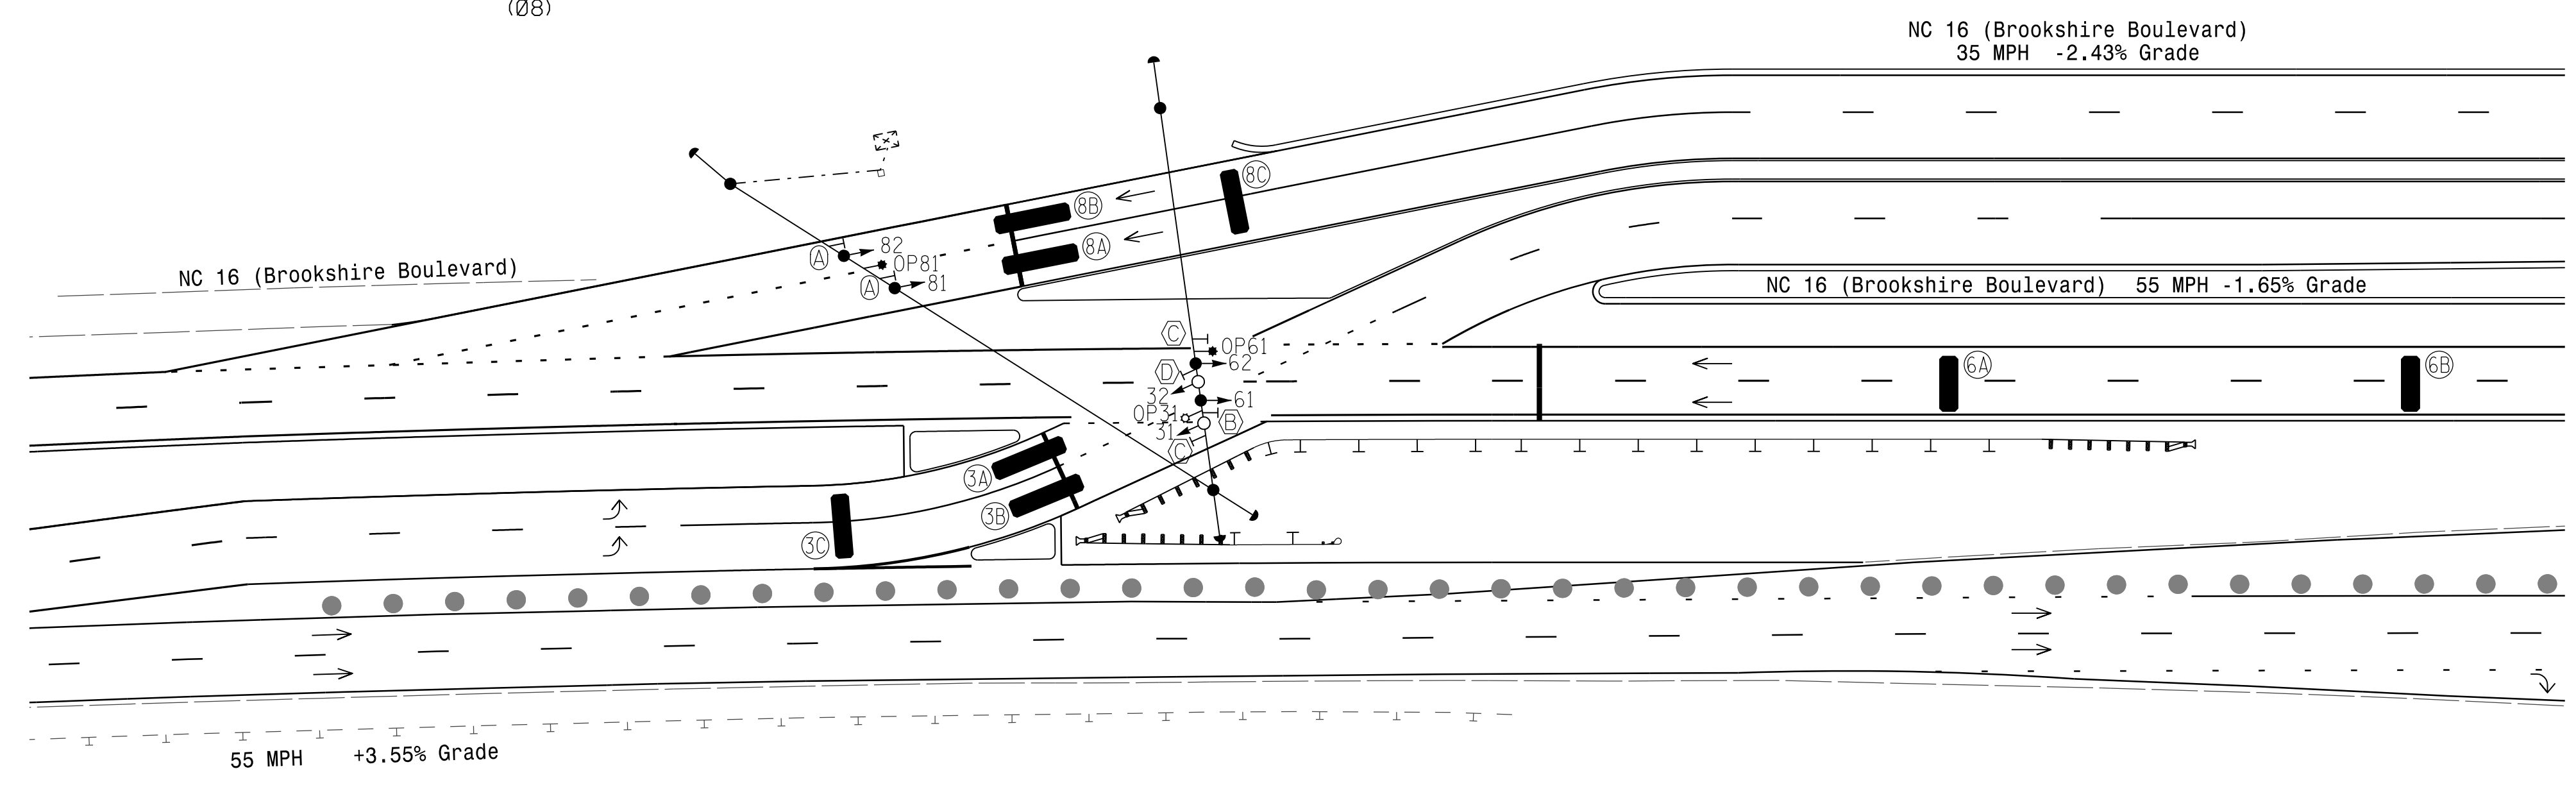 (08)
NC 16 (Brookshire Boulevard)
35 MPH -2.43% Grade
8C
8B
8A
82
A
OP81
A
81
NC 16 (Brookshire Boulevard)
NC 16 (Brookshire Boulevard) 55 MPH -1.65% Grade
C
OP61
62
D
32
61
OP31
B
31
C
6A
6B
3A
3B
3C
55 MPH +3.55% Grade